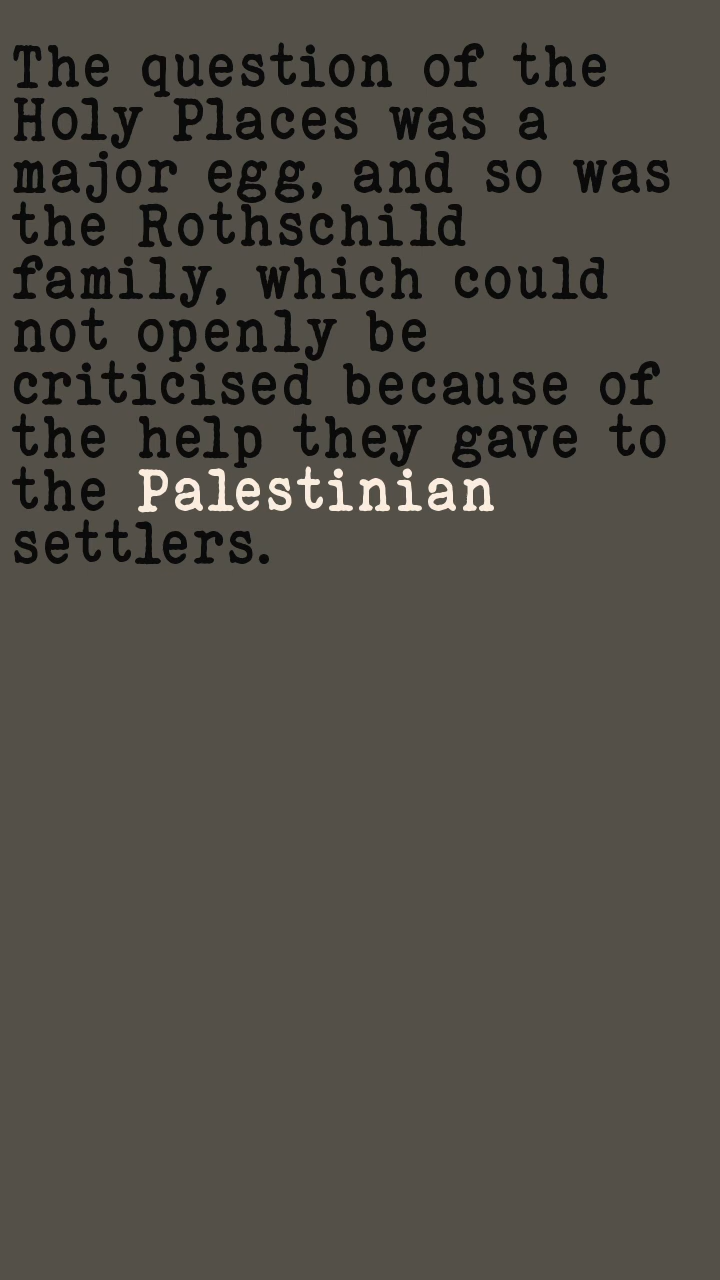 The question of the
Holy Places was a
major egg, and so was
the Rothschild
family, which could
not openly be
criticised because of
the help they gave to
the Palestinian
settlers.